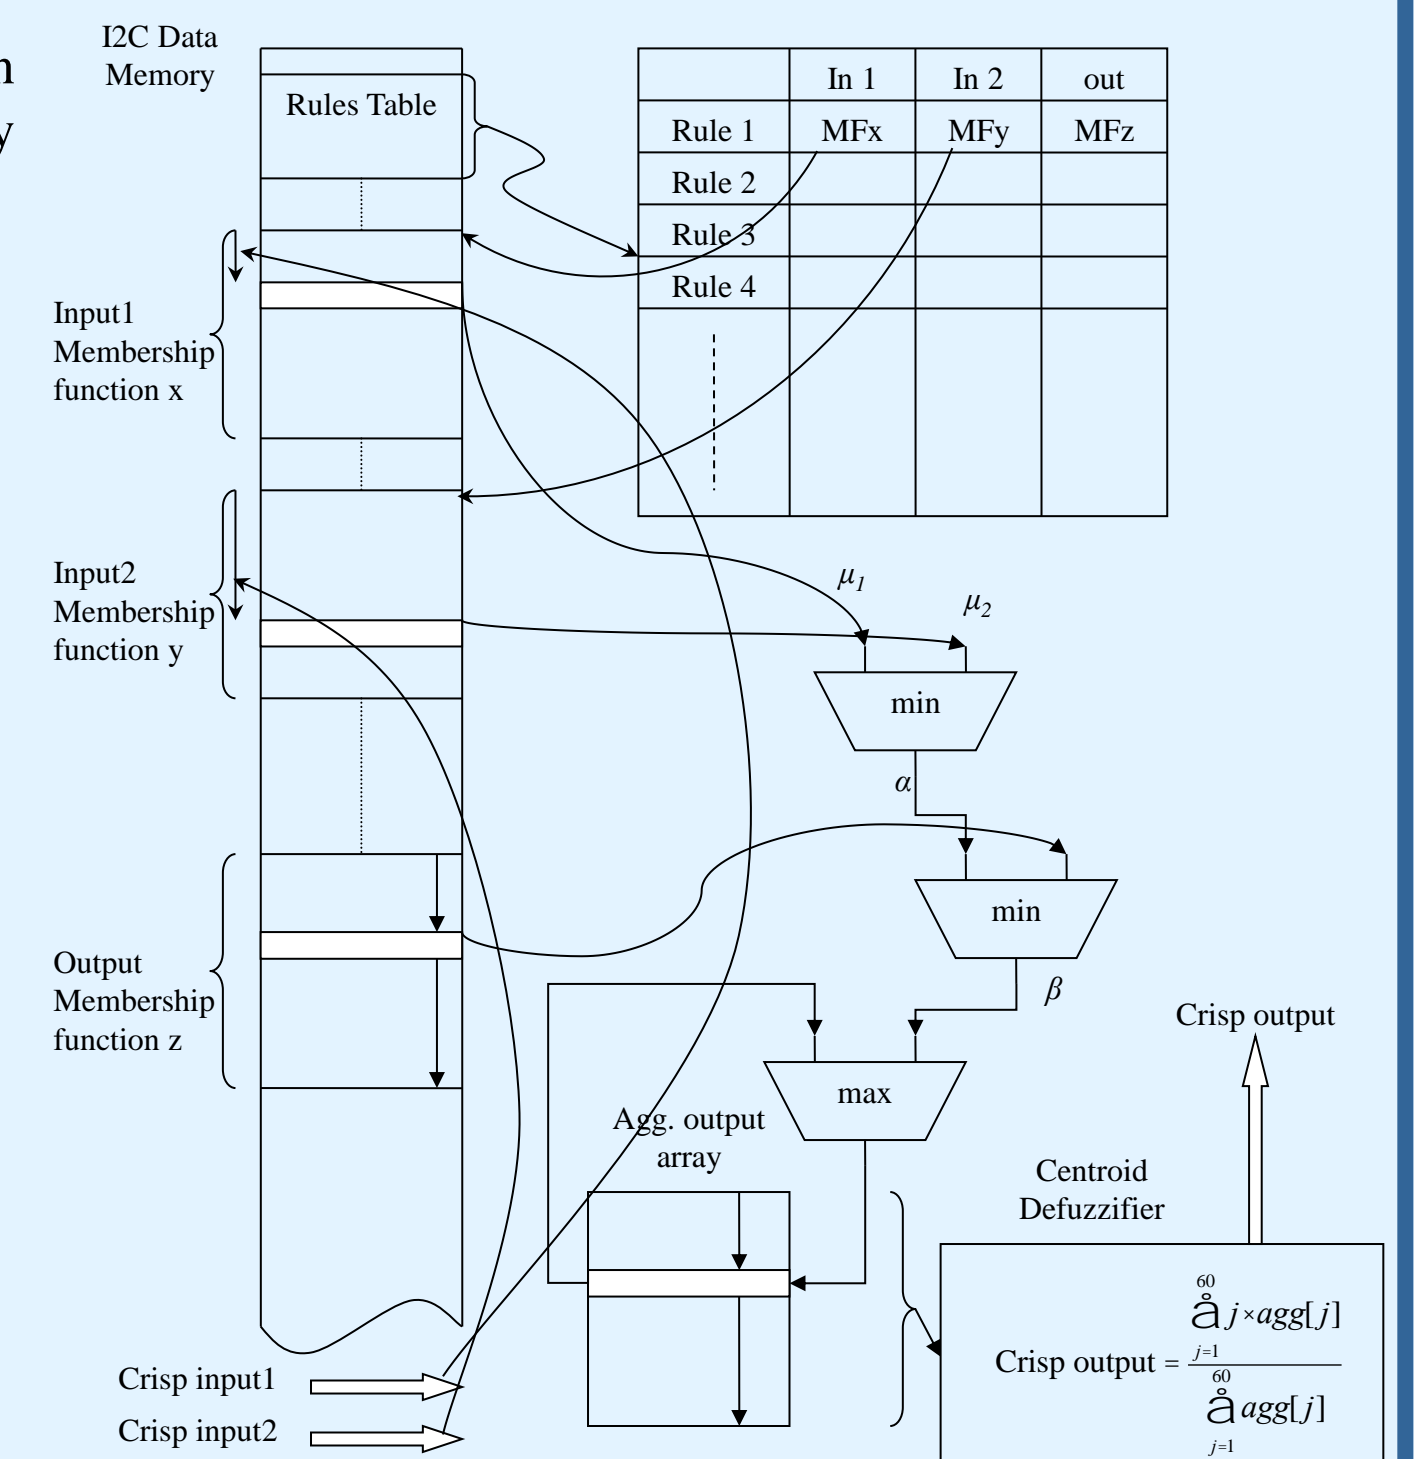 n
y
I2C Data
Memory
Rules Table
In 1 In 2 out
Rule 1 MFx MFy MFz
Rule 2
Rule 3
Rule 4
Input1
Membership
function x
Input2
Membership
function y
μ1
μ2
min
α
min
β
Output
Membership
function z
max
Agg. output
array
Crisp output
Centroid
Defuzzifier
60
å j×agg[j]
j=1
Crisp output =
60
å agg[j]
j=1
Crisp input1
Crisp input2